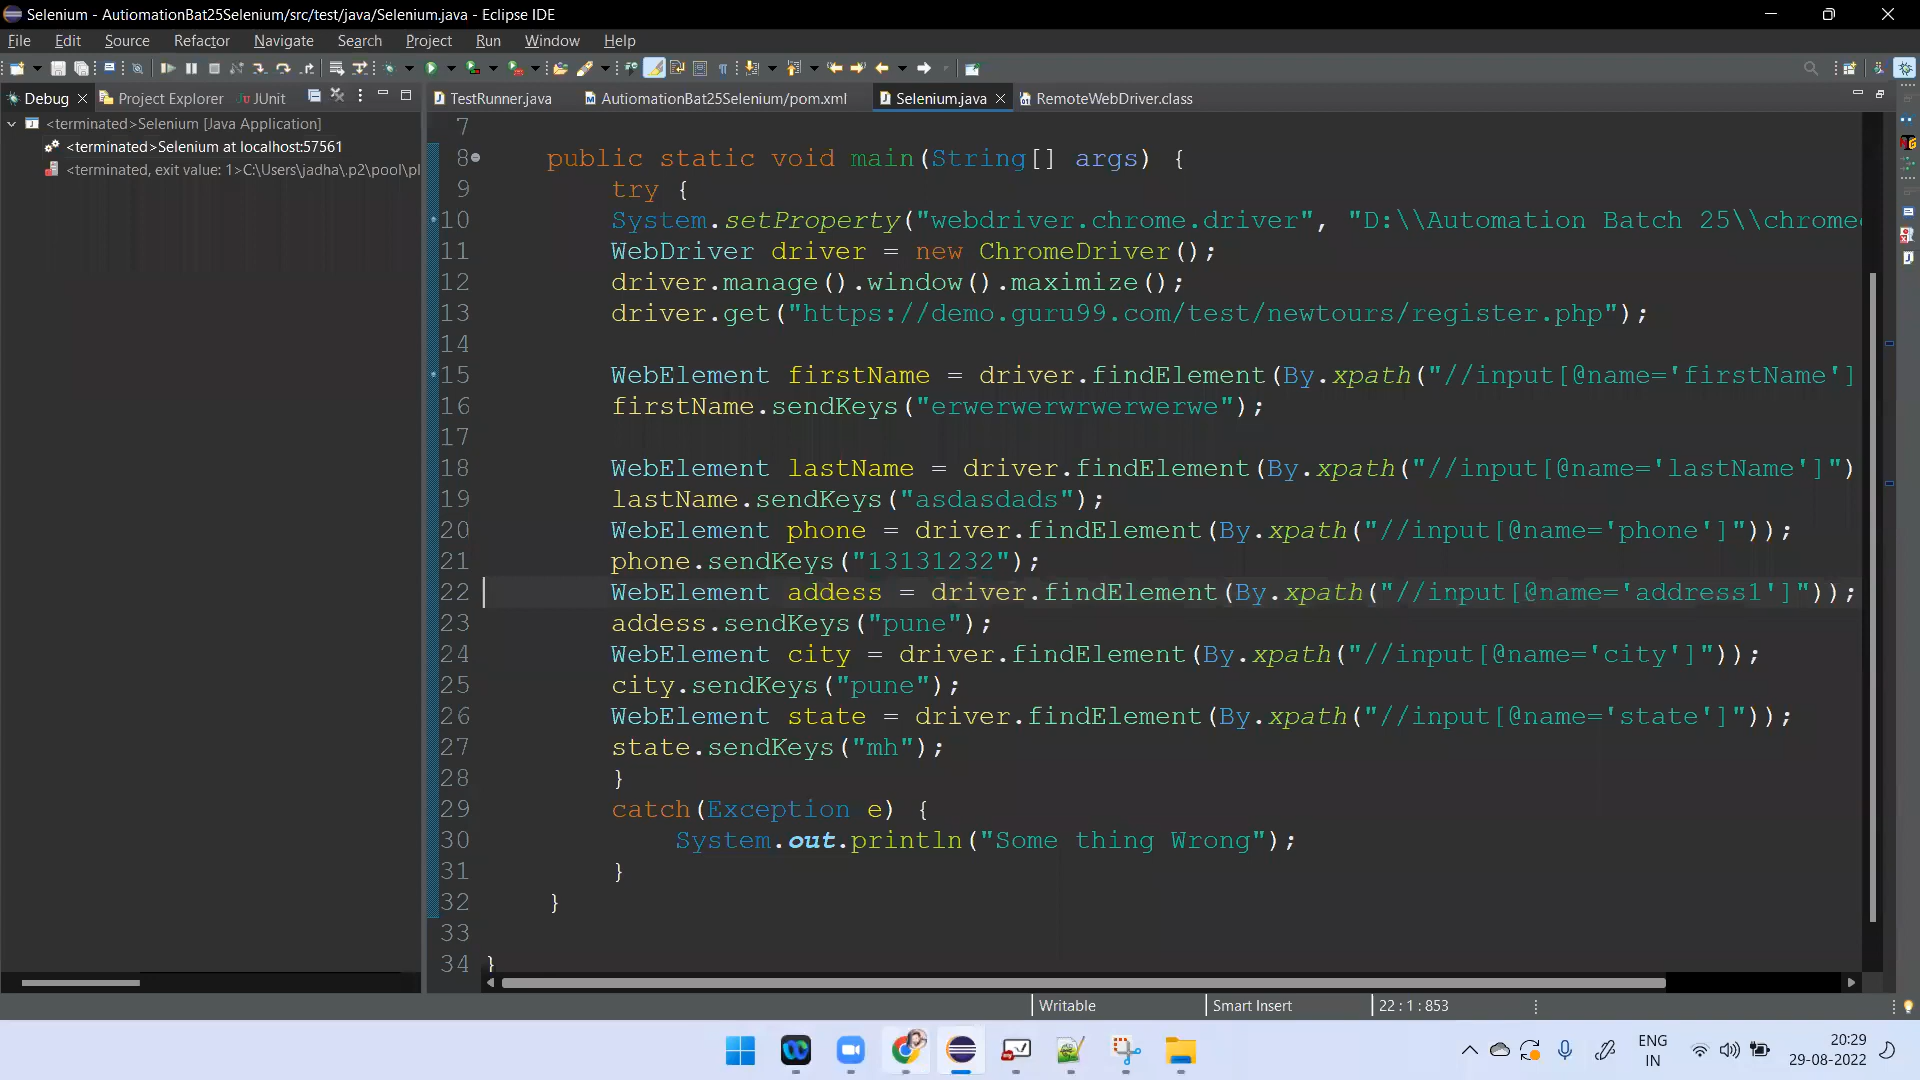 Selenium - AutiomationBat25Selenium/src/test/java/Selenium.java - Eclipse IDE
File Edit Source Refactor Navigate Search Project Run Window Help
Debug Project Explorer JUnit
TestRunner.java AutiomationBat25Selenium/pom.xml Selenium.java RemoteWebDriver.class
<terminated>Selenium [Java Application]
<terminated>Selenium at localhost:57561
<terminated, exit value: 1>C:\Users\jadha\.p2\pool\pl
7
8 public static void main(String[] args) {
9 try {
10 System.setProperty("webdriver.chrome.driver", "D:\\Automation Batch 25\\chromed
11 WebDriver driver = new ChromeDriver();
12 driver.manage().window().maximize();
13 driver.get("https://demo.guru99.com/test/newtours/register.php");
14
15 WebElement firstName = driver.findElement(By.xpath("//input[@name='firstName']
16 firstName.sendKeys("erwerwerwrwerwerwe");
17
18 WebElement lastName = driver.findElement(By.xpath("//input[@name='lastName']")
19 lastName.sendKeys("asdasdads");
20 WebElement phone = driver.findElement(By.xpath("//input[@name='phone']"));
21 phone.sendKeys("13131232");
22 WebElement addess = driver.findElement(By.xpath("//input[@name='address1']"));
23 addess.sendKeys("pune");
24 WebElement city = driver.findElement(By.xpath("//input[@name='city']"));
25 city.sendKeys("pune");
26 WebElement state = driver.findElement(By.xpath("//input[@name='state']"));
27 state.sendKeys("mh");
28 }
29 catch(Exception e) {
30 System.out.println("Some thing Wrong");
31 }
32 }
33
34 }
Writable Smart Insert 22 : 1 : 853
ENG
IN
20:29
29-08-2022